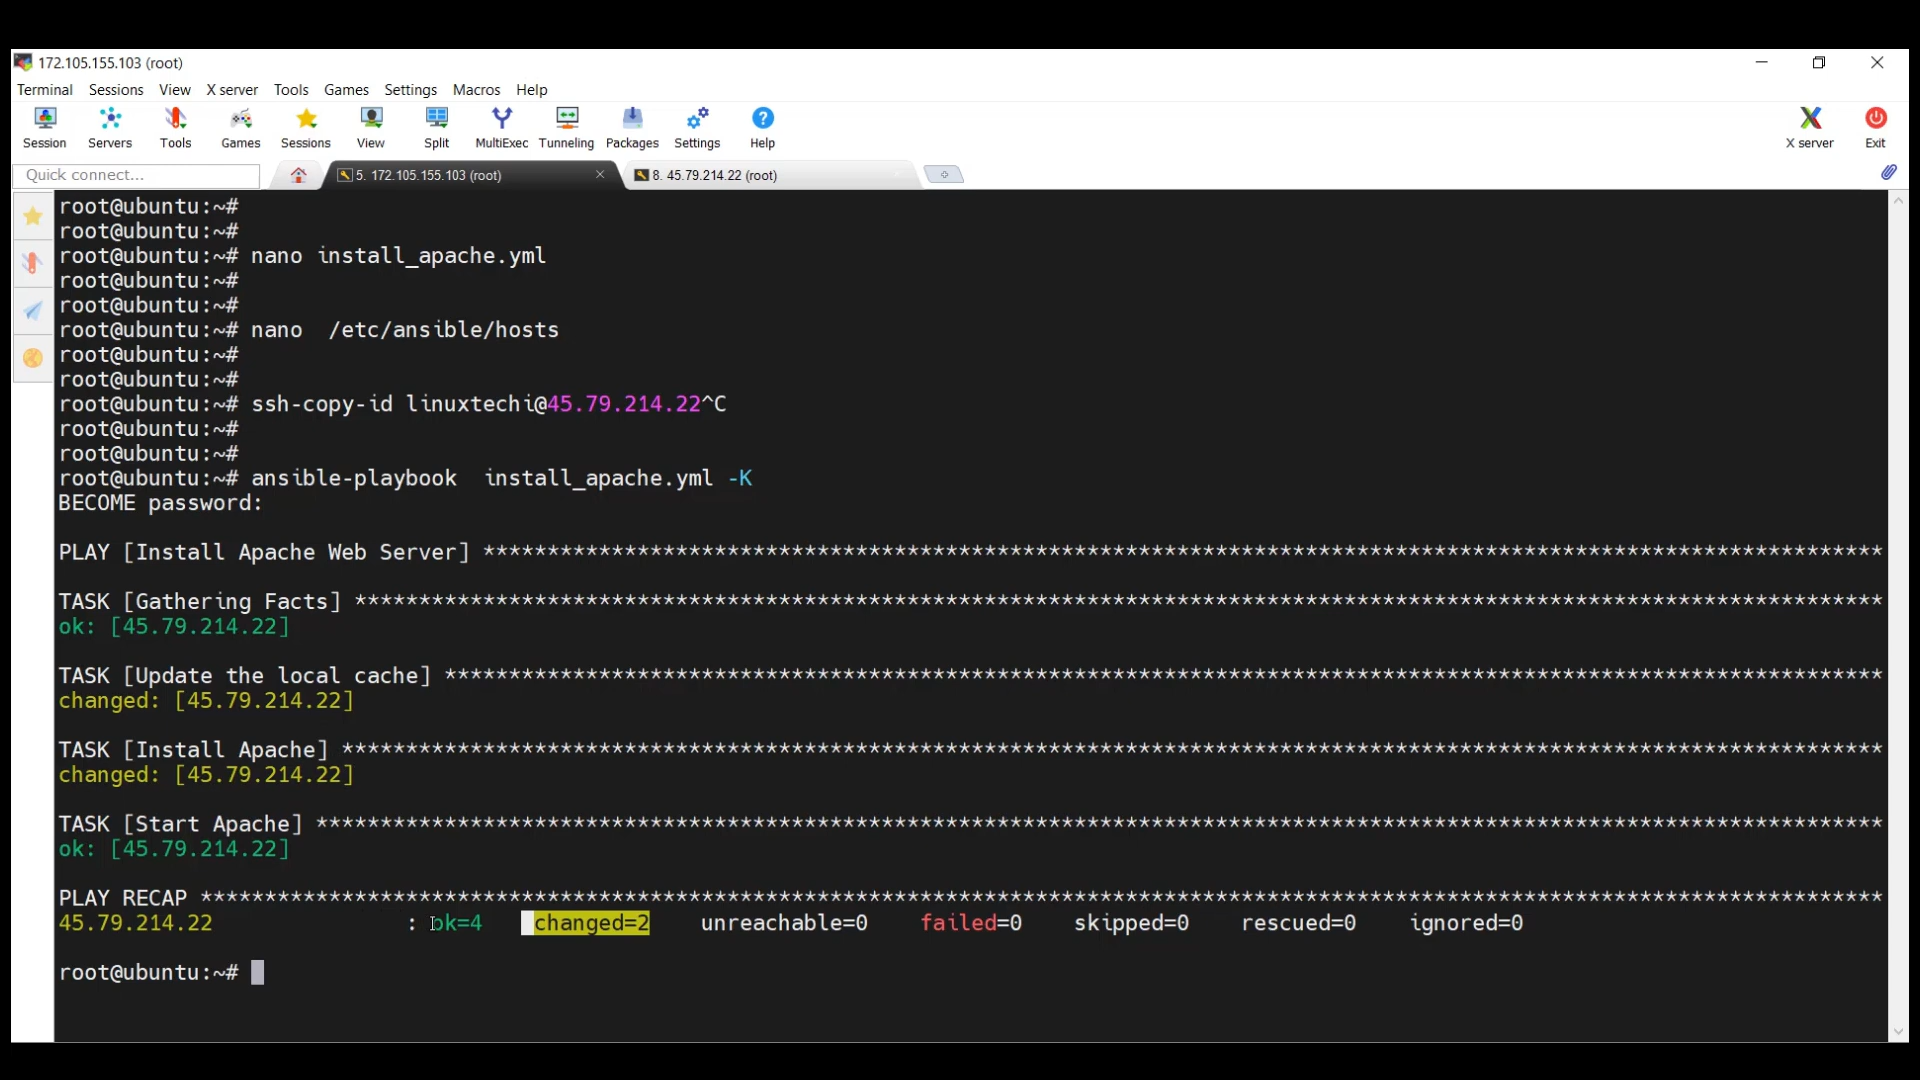 172.105.155.103 (root)
Terminal Sessions View X server Tools Games Settings Macros Help
Session Servers Tools Games Sessions View Split MultiExec Tunneling Packages Settings Help X server Exit
Quick connect... 5. 172.105.155.103 (root) 8. 45.79.214.22 (root)
root@ubuntu:~#
root@ubuntu:~#
root@ubuntu:~# nano install_apache.yml
root@ubuntu:~#
root@ubuntu:~#
root@ubuntu:~# nano  /etc/ansible/hosts
root@ubuntu:~#
root@ubuntu:~#
root@ubuntu:~# ssh-copy-id linuxtechi@45.79.214.22^C
root@ubuntu:~#
root@ubuntu:~#
root@ubuntu:~# ansible-playbook  install_apache.yml -K
BECOME password:
PLAY [Install Apache Web Server] *************************************************************************************************************
TASK [Gathering Facts] ***********************************************************************************************************************
ok: [45.79.214.22]
TASK [Update the local cache] ****************************************************************************************************************
changed: [45.79.214.22]
TASK [Install Apache] ************************************************************************************************************************
changed: [45.79.214.22]
TASK [Start Apache] **************************************************************************************************************************
ok: [45.79.214.22]
PLAY RECAP ***********************************************************************************************************************************
45.79.214.22               : ok=4    changed=2    unreachable=0    failed=0    skipped=0    rescued=0    ignored=0
root@ubuntu:~#